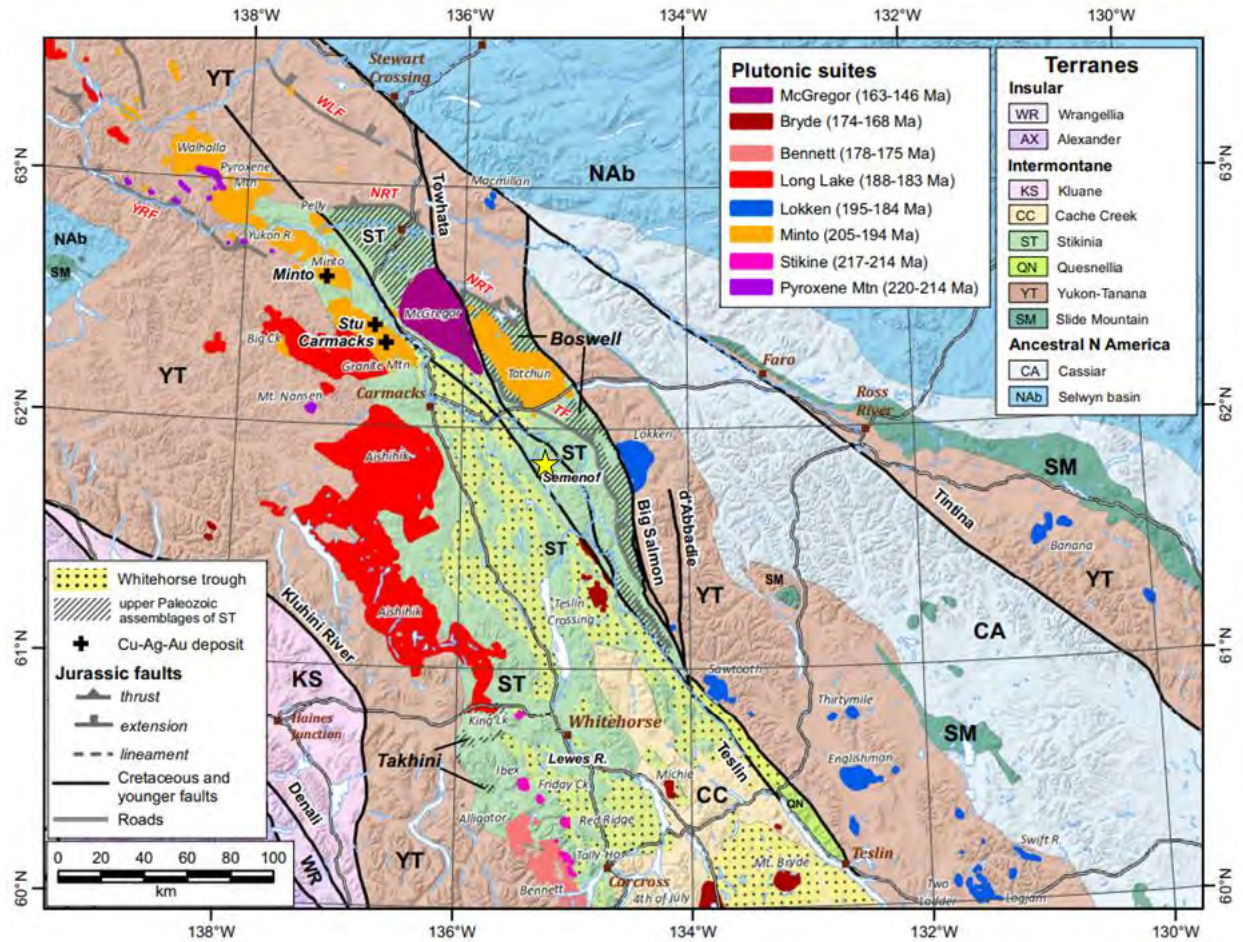 138°W
136°W
134°W
132°W
130°W
63°N
62°N
61°N
60°N
63°N
62°N
61°N
60°N
138°W
136°W
134°W
132°W
130°W
Plutonic suites
McGregor (163-146 Ma)
Bryde (174-168 Ma)
Bennett (178-175 Ma)
Long Lake (188-183 Ma)
Lokken (195-184 Ma)
Minto (205-194 Ma)
Stikine (217-214 Ma)
Pyroxene Mtn (220-214 Ma)
Terranes
Insular
WR Wrangellia
AX Alexander
Intermontane
KS Kluane
CC Cache Creek
ST Stikinia
QN Quesnellia
YT Yukon-Tanana
SM Slide Mountain
Ancestral N America
CA Cassiar
NAb Selwyn basin
Stewart
Crossing
YT
WLF
Walhalla
Pyroxene
Mtn
NAb
Macmillan
Towhata
NRT
Pelly
YRF
Yukon R.
ST
NAb
SM
Minto
Minto
NRT
McGregor
Stu
Carmacks
Big Ck
Granite Mtn
Boswell
Tatchun
Faro
Ross
River
YT
Carmacks
Mt. Nansen
TF
Aishihik
Lokken
ST
Semenof
SM
Tintina
Big Salmon
d'Abbadie
Banana
ST
YT
SM
YT
Teslin
Crossing
Aishihik
CA
Kluhini River
KS
ST
Sawtooth
Thirtymile
SM
Haines
Junction
King Lk
Whitehorse
Takhini
Lewes R.
Teslin
Englishman
Ibex
Michie
Friday Ck
CC
QN
Denali
Alligator
Red Ridge
Swift R.
YT
Tally-Ho
Mt. Bryde
Teslin
WR
Bennett
Carcross
4th of July
Two
Ladder
Logjam
Whitehorse trough
upper Paleozoic
assemblages of ST
Cu-Ag-Au deposit
Jurassic faults
thrust
extension
lineament
Cretaceous and
younger faults
Roads
0 20 40 60 80 100
km